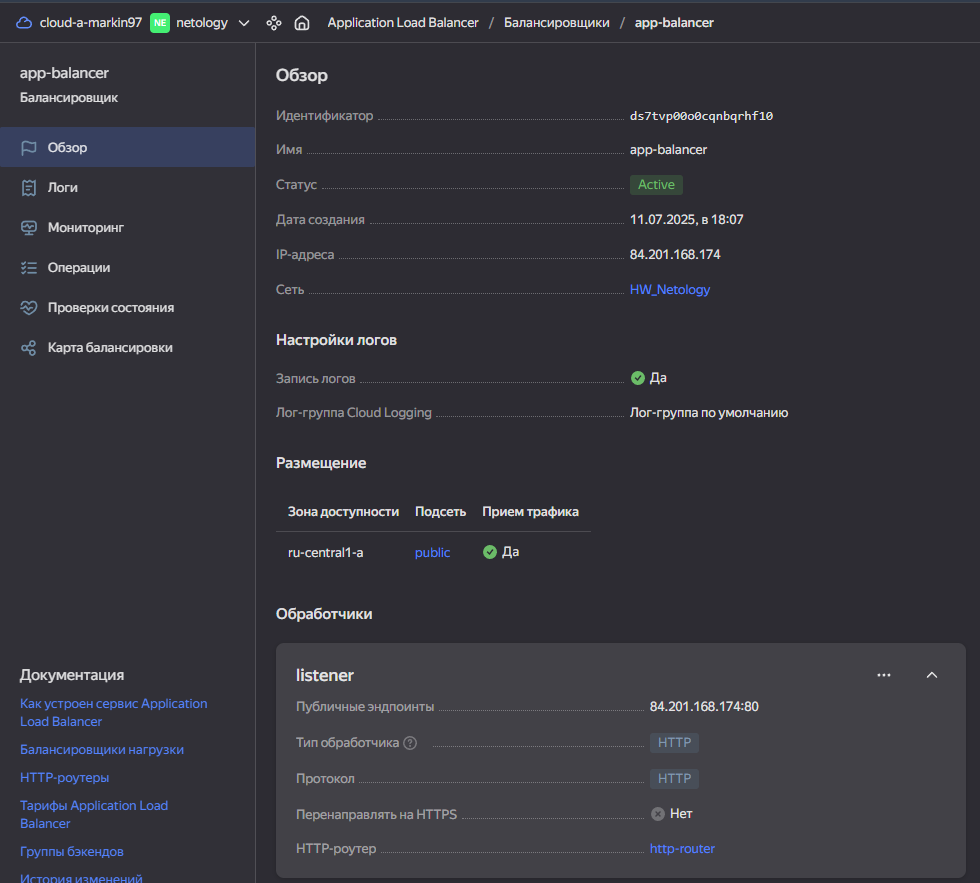 cloud-a-markin97 NE netology Application Load Balancer / Балансировщики / app-balancer
app-balancer
Балансировщик
Обзор
Логи
Мониторинг
Операции
Проверки состояния
Карта балансировки
Документация
Как устроен сервис Application
Load Balancer
Балансировщики нагрузки
HTTP-роутеры
Тарифы Application Load
Balancer
Группы бэкендов
История изменений
Обзор
Идентификатор ds7tvp00o0cqnbqrhf10
Имя app-balancer
Статус Active
Дата создания 11.07.2025, в 18:07
IP-адреса 84.201.168.174
Сеть HW_Netology
Настройки логов
Запись логов Да
Лог-группа Cloud Logging Лог-группа по умолчанию
Размещение
Зона доступности Подсеть Прием трафика
ru-central1-a public Да
Обработчики
listener
Публичные эндпоинты 84.201.168.174:80
Тип обработчика HTTP
Протокол HTTP
Перенаправлять на HTTPS Нет
HTTP-роутер http-router